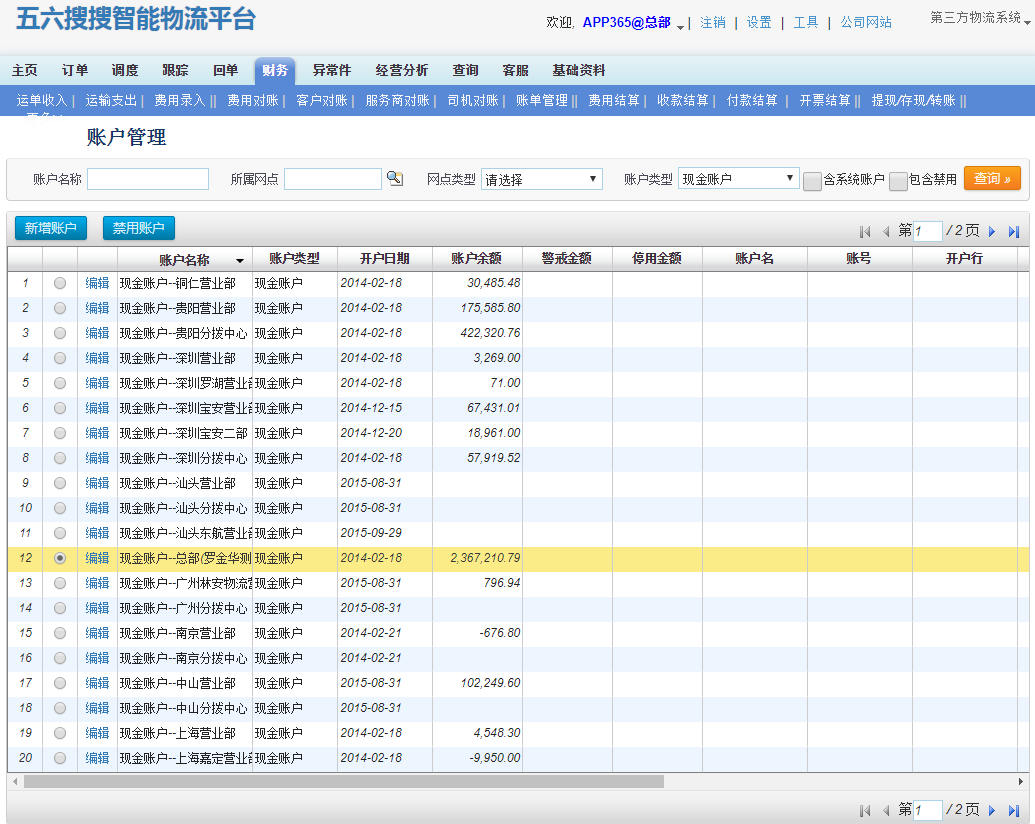 五六搜搜智能物流平台
欢迎, APP365@总部 | 注销 | 设置 | 工具 | 公司网站 第三方物流系统
主页 订单 调度 跟踪 回单 财务 异常件 经营分析 查询 客服 基础资料
运单收入 | 运输支出 | 费用录入 || 费用对账 | 客户对账 | 服务商对账 | 司机对账 | 账单管理 || 费用结算 | 收款结算 | 付款结算 | 开票结算 || 提现/存现/转账 ||
账户管理
账户名称 所属网点 网点类型 请选择 账户类型 现金账户 含系统账户 包含禁用 查询 »
新增账户 禁用账户 第 1 / 2 页
账户名称 账户类型 开户日期 账户余额 警戒金额 停用金额 账户名 账号 开户行
1 编辑 现金账户--铜仁营业部 现金账户 2014-02-18 30,485.48
2 编辑 现金账户--贵阳营业部 现金账户 2014-02-18 175,585.80
3 编辑 现金账户--贵阳分拨中心 现金账户 2014-02-18 422,320.76
4 编辑 现金账户--深圳营业部 现金账户 2014-02-18 3,269.00
5 编辑 现金账户--深圳罗湖营业 现金账户 2014-02-18 71.00
6 编辑 现金账户--深圳宝安营业 现金账户 2014-12-15 67,431.01
7 编辑 现金账户--深圳宝安二部 现金账户 2014-12-20 18,961.00
8 编辑 现金账户--深圳分拨中心 现金账户 2014-02-18 57,919.52
9 编辑 现金账户--汕头营业部 现金账户 2015-08-31
10 编辑 现金账户--汕头分拨中心 现金账户 2015-08-31
11 编辑 现金账户--汕头东航营业 现金账户 2015-09-29
12 编辑 现金账户--总部(罗金华 现金账户 2014-02-18 2,367,210.79
13 编辑 现金账户--广州林安物流 现金账户 2015-08-31 796.94
14 编辑 现金账户--广州分拨中心 现金账户 2015-08-31
15 编辑 现金账户--南京营业部 现金账户 2014-02-21 -676.80
16 编辑 现金账户--南京分拨中心 现金账户 2014-02-21
17 编辑 现金账户--中山营业部 现金账户 2015-08-31 102,249.60
18 编辑 现金账户--中山分拨中心 现金账户 2015-08-31
19 编辑 现金账户--上海营业部 现金账户 2014-02-18 4,548.30
20 编辑 现金账户--上海嘉定营业 现金账户 2014-02-18 -9,950.00
第 1 / 2 页